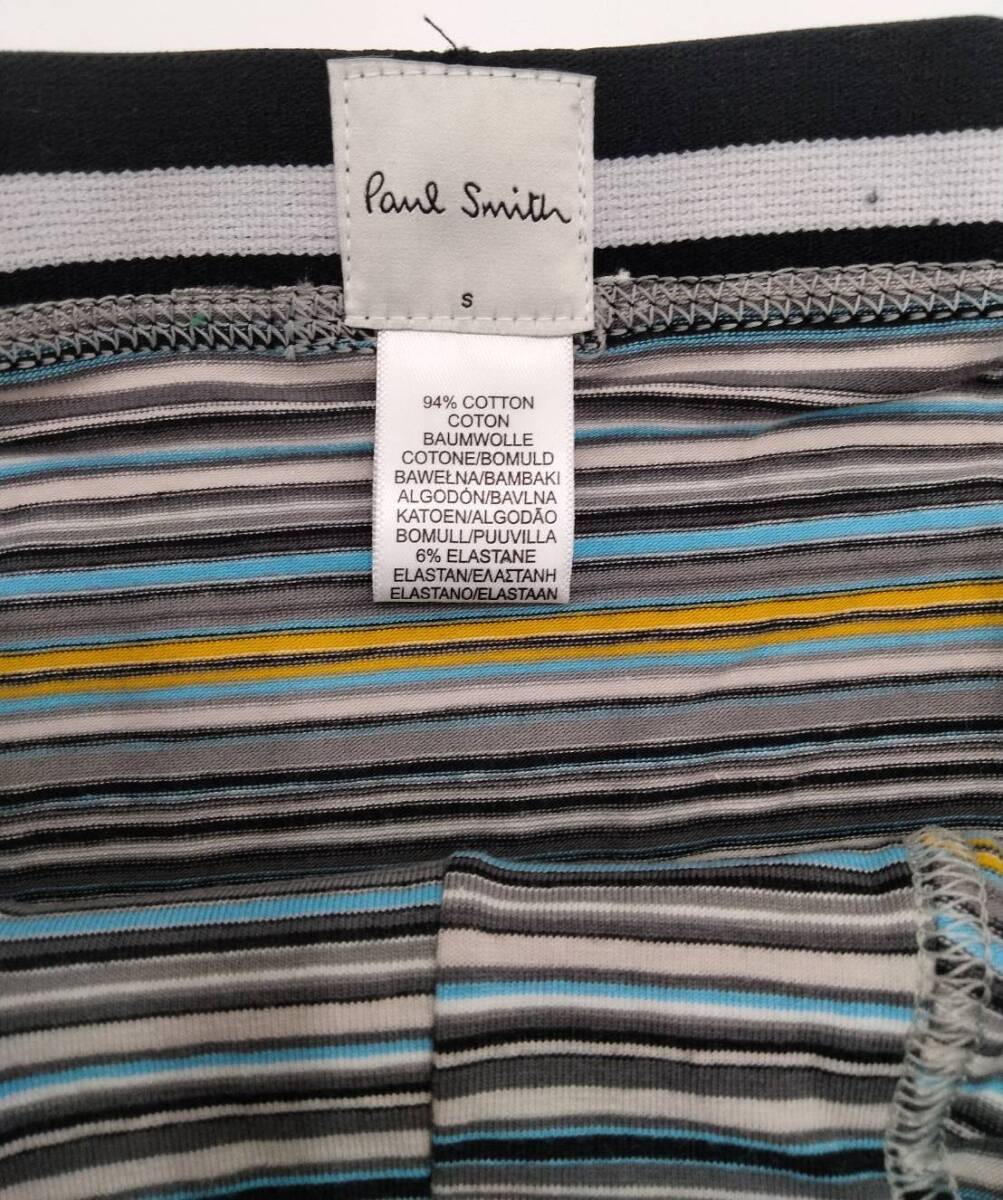 Paul Smith
S
94% COTTON
COTON
BAUMWOLLE
COTONE/BOMULD
BAWEŁNA/BAMBAKI
ALGODÓN/BAVLNA
KATOEN/ALGODÃO
BOMULL/PUUVILLA
6% ELASTANE
ELASTAN/ΕΛΑΣΤΑΝΗ
ELASTANO/ELASTAAN